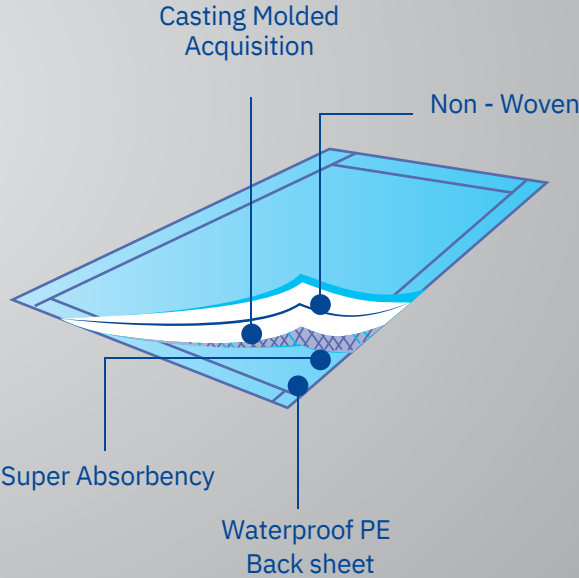 Casting Molded
Acquisition
Non - Woven
Super Absorbency
Waterproof PE
Back sheet